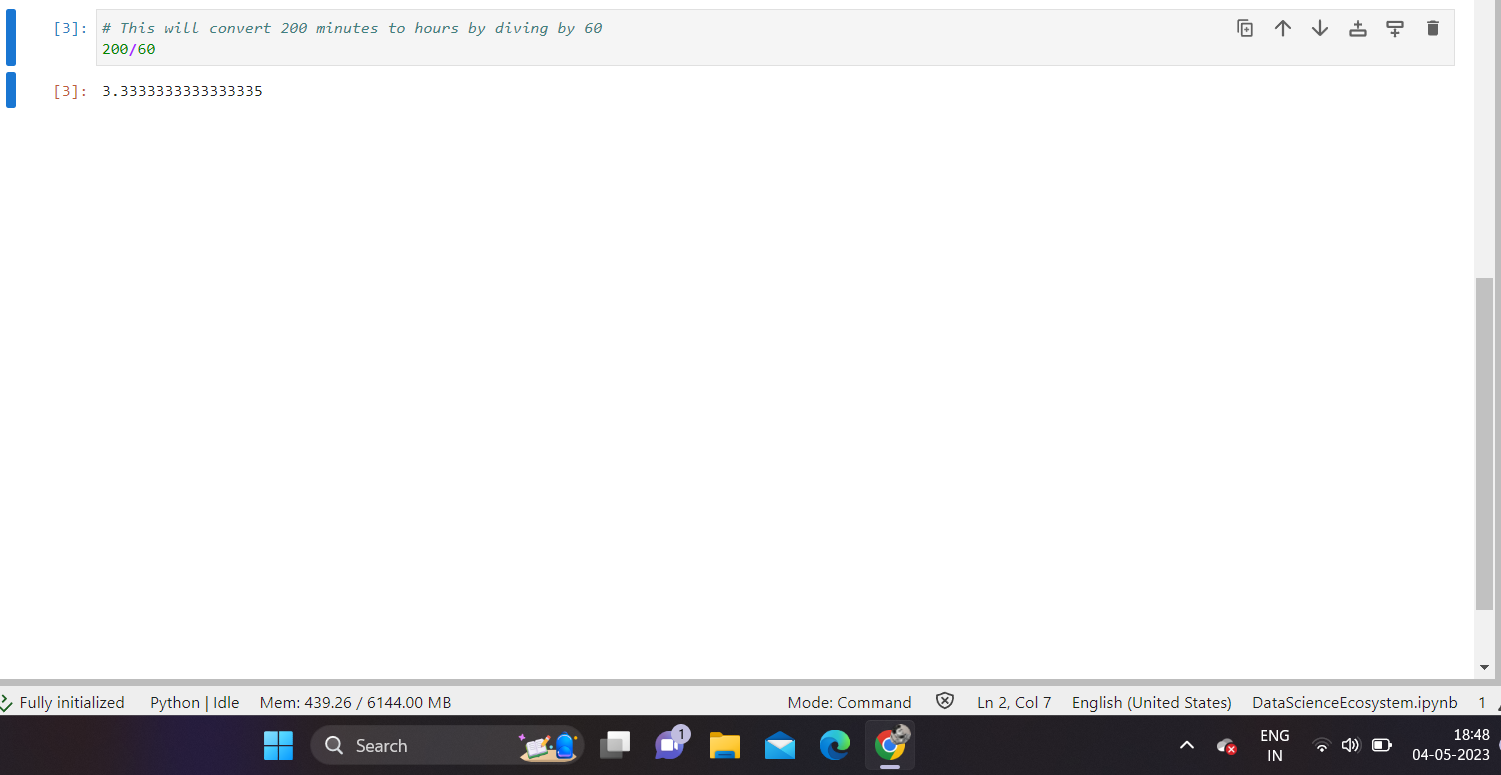 [3]: # This will convert 200 minutes to hours by diving by 60
200/60
[3]: 3.3333333333333335
Fully initialized Python | Idle Mem: 439.26 / 6144.00 MB Mode: Command Ln 2, Col 7 English (United States) DataScienceEcosystem.ipynb 1
Search 1 ENG IN 18:48
04-05-2023